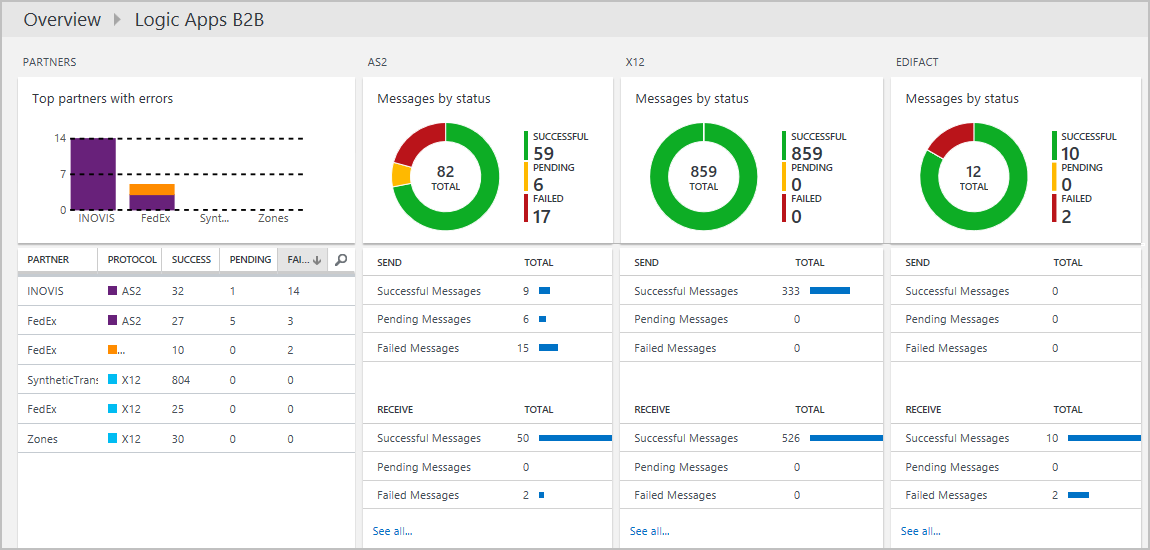 Overview Logic Apps B2B
PARTNERS
Top partners with errors
14
7
0
INOVIS FedEx Synt... Zones
PARTNER PROTOCOL SUCCESS PENDING FAI...
INOVIS AS2 32 1 14
FedEx AS2 27 5 3
FedEx ... 10 0 2
SyntheticTrans X12 804 0 0
FedEx X12 25 0 0
Zones X12 30 0 0
AS2
Messages by status
82
TOTAL
SUCCESSFUL
59
PENDING
6
FAILED
17
SEND TOTAL
Successful Messages 9
Pending Messages 6
Failed Messages 15
RECEIVE TOTAL
Successful Messages 50
Pending Messages 0
Failed Messages 2
See all...
X12
Messages by status
859
TOTAL
SUCCESSFUL
859
PENDING
0
FAILED
0
SEND TOTAL
Successful Messages 333
Pending Messages 0
Failed Messages 0
RECEIVE TOTAL
Successful Messages 526
Pending Messages 0
Failed Messages 0
See all...
EDIFACT
Messages by status
12
TOTAL
SUCCESSFUL
10
PENDING
0
FAILED
2
SEND TOTAL
Successful Messages 0
Pending Messages 0
Failed Messages 0
RECEIVE TOTAL
Successful Messages 10
Pending Messages 0
Failed Messages 2
See all...